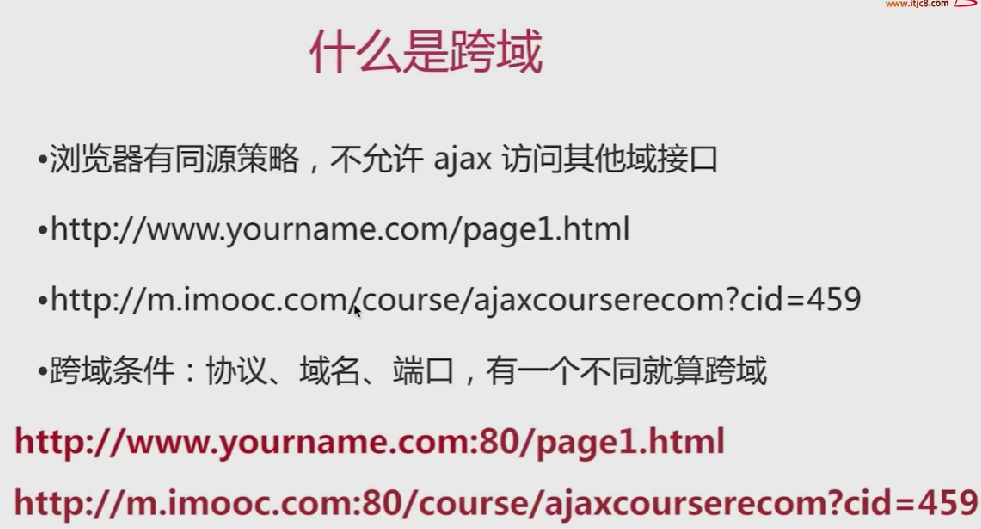 www.itjc8.com
什么是跨域
•浏览器有同源策略，不允许 ajax 访问其他域接口
•http://www.yourname.com/page1.html
•http://m.imooc.com/course/ajaxcourserecom?cid=459
•跨域条件：协议、域名、端口，有一个不同就算跨域
http://www.yourname.com:80/page1.html
http://m.imooc.com:80/course/ajaxcourserecom?cid=459